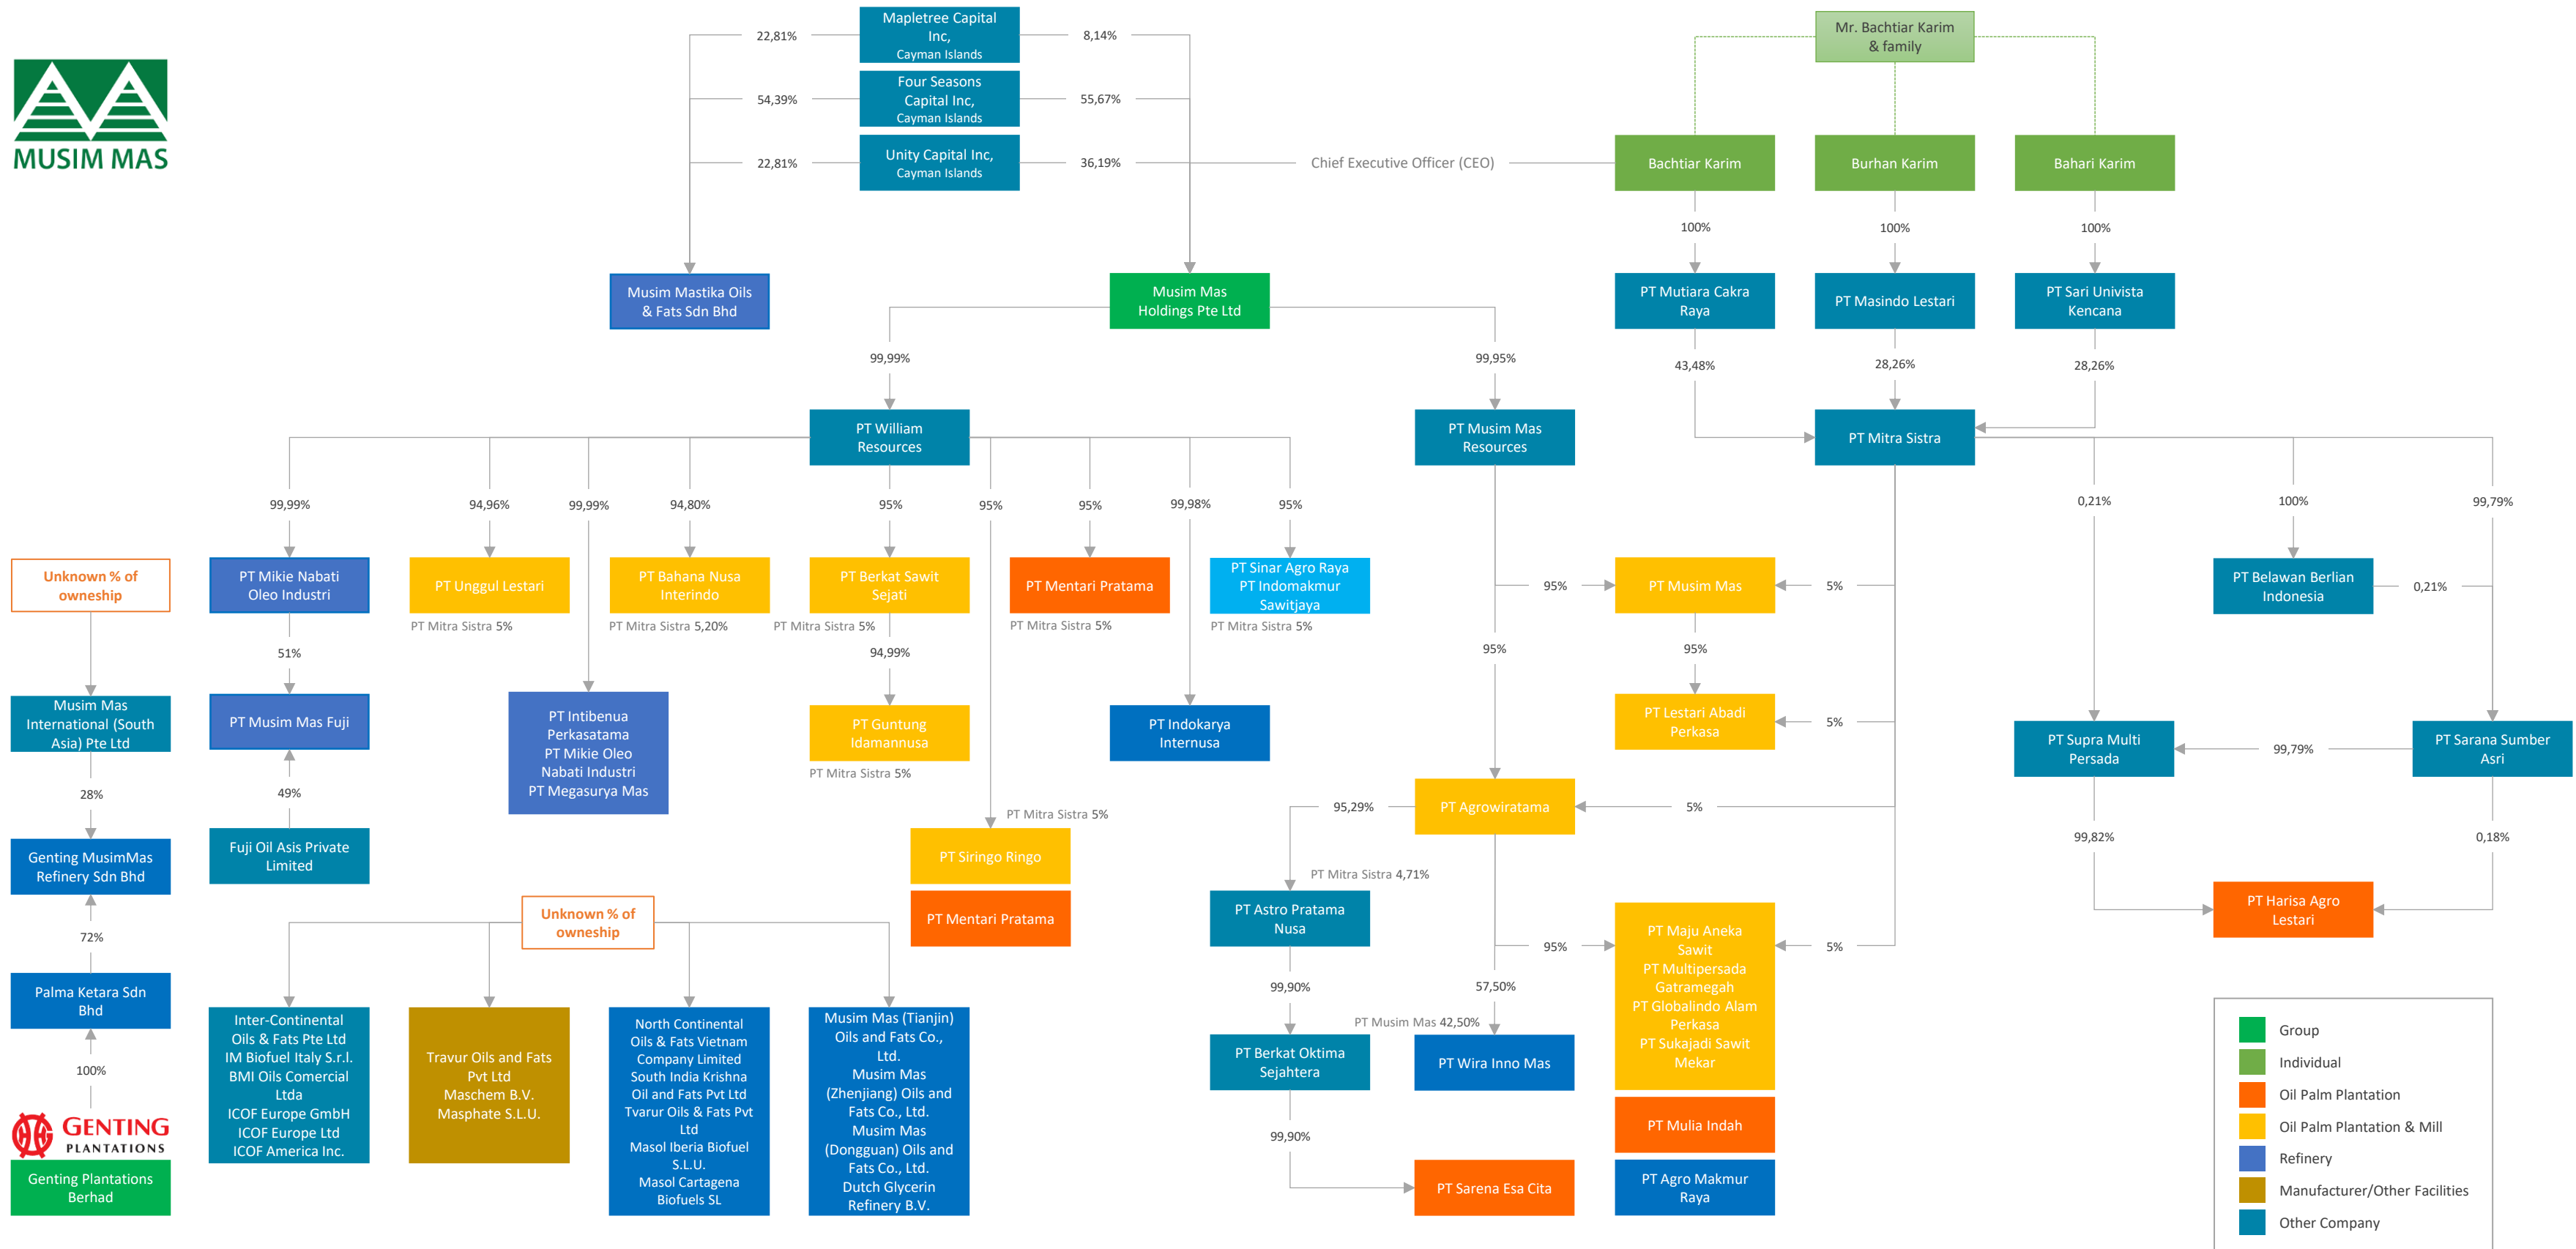 MUSIM MAS
Mapletree Capital
Inc,
Cayman Islands
22,81%
8,14%
Four Seasons
Capital Inc,
Cayman Islands
54,39%
55,67%
Unity Capital Inc,
Cayman Islands
22,81%
36,19%
Chief Executive Officer (CEO)
Mr. Bachtiar Karim
& family
Bachtiar Karim
Burhan Karim
Bahari Karim
100%
100%
100%
Musim Mastika Oils
& Fats Sdn Bhd
Musim Mas
Holdings Pte Ltd
PT Mutiara Cakra
Raya
PT Masindo Lestari
PT Sari Univista
Kencana
99,99%
99,95%
43,48%
28,26%
28,26%
PT William
Resources
PT Musim Mas
Resources
PT Mitra Sistra
99,99%
94,96%
99,99%
94,80%
95%
95%
95%
99,98%
95%
0,21%
100%
99,79%
Unknown % of
owneship
PT Mikie Nabati
Oleo Industri
PT Unggul Lestari
PT Mitra Sistra 5%
PT Bahana Nusa
Interindo
PT Mitra Sistra 5,20%
PT Berkat Sawit
Sejati
PT Mitra Sistra 5%
PT Mentari Pratama
PT Mitra Sistra 5%
PT Sinar Agro Raya
PT Indomakmur
Sawitjaya
PT Mitra Sistra 5%
95%
PT Musim Mas
5%
PT Belawan Berlian
Indonesia
0,21%
51%
94,99%
95%
95%
Musim Mas
International (South
Asia) Pte Ltd
PT Musim Mas Fuji
PT Intibenua
Perkasatama
PT Mikie Oleo
Nabati Industri
PT Megasurya Mas
PT Guntung
Idamannusa
PT Mitra Sistra 5%
PT Indokarya
Internusa
PT Lestari Abadi
Perkasa
5%
PT Supra Multi
Persada
99,79%
PT Sarana Sumber
Asri
28%
49%
PT Mitra Sistra 5%
95,29%
PT Agrowiratama
5%
99,82%
0,18%
Genting MusimMas
Refinery Sdn Bhd
Fuji Oil Asis Private
Limited
PT Siringo Ringo
PT Mitra Sistra 4,71%
PT Mentari Pratama
PT Astro Pratama
Nusa
PT Harisa Agro
Lestari
72%
Unknown % of
owneship
95%
PT Maju Aneka
Sawit
PT Multipersada
Gatramegah
PT Globalindo Alam
Perkasa
PT Sukajadi Sawit
Mekar
5%
Palma Ketara Sdn
Bhd
99,90%
57,50%
PT Musim Mas 42,50%
100%
Inter-Continental
Oils & Fats Pte Ltd
IM Biofuel Italy S.r.l.
BMI Oils Comercial
Ltda
ICOF Europe GmbH
ICOF Europe Ltd
ICOF America Inc.
Travur Oils and Fats
Pvt Ltd
Maschem B.V.
Masphate S.L.U.
North Continental
Oils & Fats Vietnam
Company Limited
South India Krishna
Oil and Fats Pvt Ltd
Tvarur Oils & Fats Pvt
Ltd
Masol Iberia Biofuel
S.L.U.
Masol Cartagena
Biofuels SL
Musim Mas (Tianjin)
Oils and Fats Co.,
Ltd.
Musim Mas
(Zhenjiang) Oils and
Fats Co., Ltd.
Musim Mas
(Dongguan) Oils and
Fats Co., Ltd.
Dutch Glycerin
Refinery B.V.
PT Berkat Oktima
Sejahtera
PT Wira Inno Mas
PT Mulia Indah
99,90%
PT Sarena Esa Cita
PT Agro Makmur
Raya
GENTING
PLANTATIONS
Genting Plantations
Berhad
Group
Individual
Oil Palm Plantation
Oil Palm Plantation & Mill
Refinery
Manufacturer/Other Facilities
Other Company